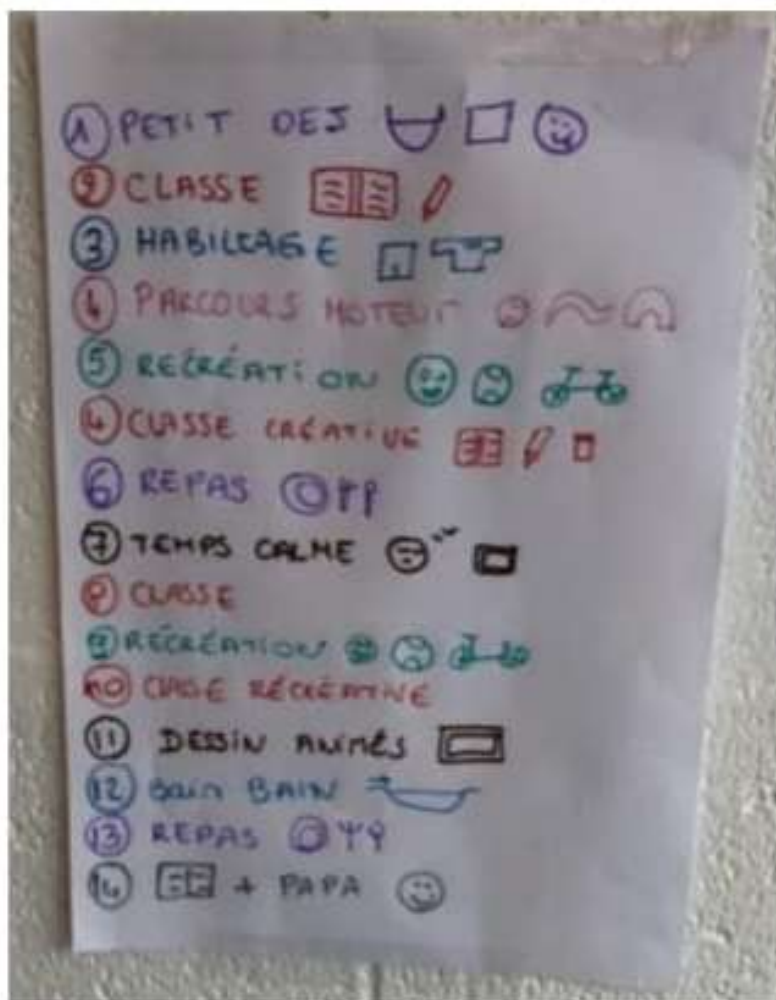 1 PETIT DEJ
2 CLASSE
3 HABILLAGE
4 PARCOURS MOTEUR
5 RECRÉATION
4 CLASSE CRÉATIVE
6 REPAS
7 TEMPS CALME
8 CLASSE
9 RÉCRÉATION
10 CLASSE RÉCRÉATIVE
11 DESSIN ANIMÉS
12 Bain BAIN
13 REPAS
14 + PAPA